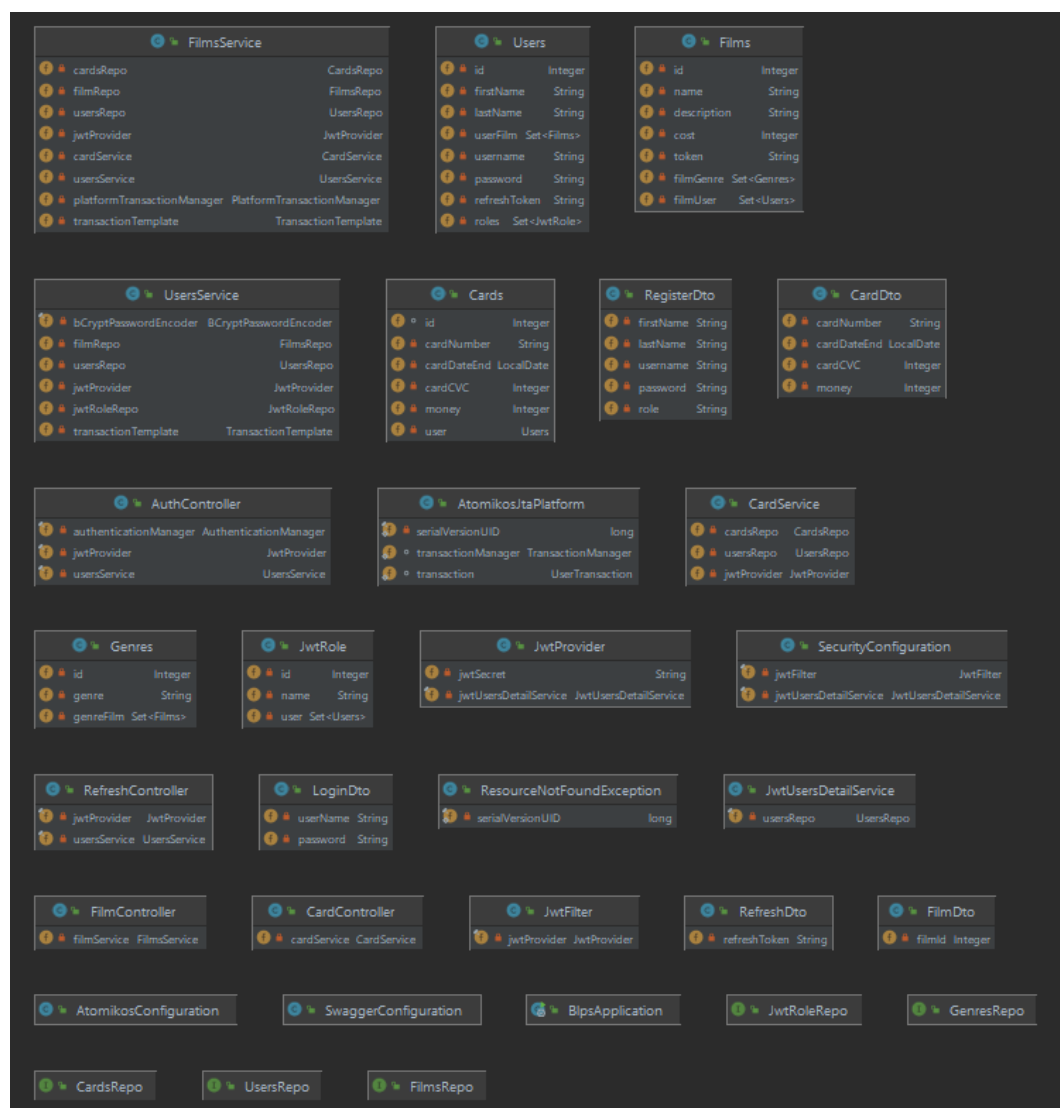 FilmsService Users Films
cardsRepo CardsRepo id Integer id Integer
filmRepo FilmsRepo firstName String name String
usersRepo UsersRepo lastName String description String
jwtProvider JwtProvider userFilm Set<Films> cost Integer
cardService CardService username String token String
usersService UsersService password String filmGenre Set<Genres>
platformTransactionManager PlatformTransactionManager refreshToken String filmUser Set<Users>
transactionTemplate TransactionTemplate roles Set<JwtRole>
UsersService Cards RegisterDto CardDto
bCryptPasswordEncoder BCryptPasswordEncoder id Integer firstName String cardNumber String
filmRepo FilmsRepo cardNumber String lastName String cardDateEnd LocalDate
usersRepo UsersRepo cardDateEnd LocalDate username String cardCVC Integer
jwtProvider JwtProvider cardCVC Integer password String money Integer
jwtRoleRepo JwtRoleRepo money Integer role String
transactionTemplate TransactionTemplate user Users
AuthController AtomikosJtaPlatform CardService
authenticationManager AuthenticationManager serialVersionUID long cardsRepo CardsRepo
jwtProvider JwtProvider transactionManager TransactionManager usersRepo UsersRepo
usersService UsersService transaction UserTransaction jwtProvider JwtProvider
Genres JwtRole JwtProvider SecurityConfiguration
id Integer id Integer jwtSecret String jwtFilter JwtFilter
genre String name String jwtUsersDetailService JwtUsersDetailService jwtUsersDetailService JwtUsersDetailService
genreFilm Set<Films> user Set<Users>
RefreshController LoginDto ResourceNotFoundException JwtUsersDetailService
jwtProvider JwtProvider userName String serialVersionUID long usersRepo UsersRepo
usersService UsersService password String
FilmController CardController JwtFilter RefreshDto FilmDto
filmService FilmsService cardService CardService jwtProvider JwtProvider refreshToken String filmId Integer
AtomikosConfiguration SwaggerConfiguration BlpsApplication JwtRoleRepo GenresRepo
CardsRepo UsersRepo FilmsRepo